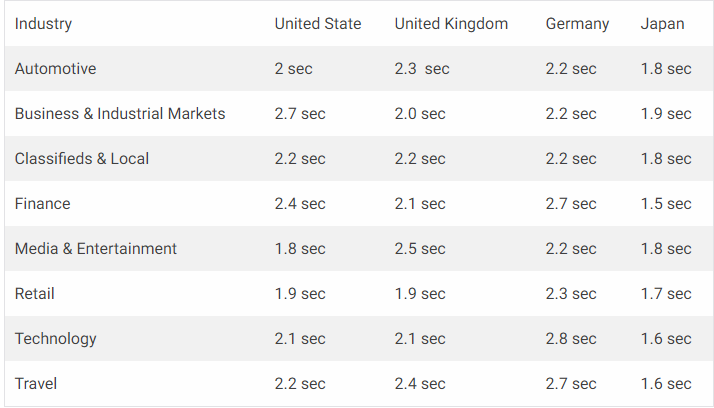 Industry United State United Kingdom Germany Japan
Automotive 2 sec 2.3 sec 2.2 sec 1.8 sec
Business & Industrial Markets 2.7 sec 2.0 sec 2.2 sec 1.9 sec
Classifieds & Local 2.2 sec 2.2 sec 2.2 sec 1.8 sec
Finance 2.4 sec 2.1 sec 2.7 sec 1.5 sec
Media & Entertainment 1.8 sec 2.5 sec 2.2 sec 1.8 sec
Retail 1.9 sec 1.9 sec 2.3 sec 1.7 sec
Technology 2.1 sec 2.1 sec 2.8 sec 1.6 sec
Travel 2.2 sec 2.4 sec 2.7 sec 1.6 sec